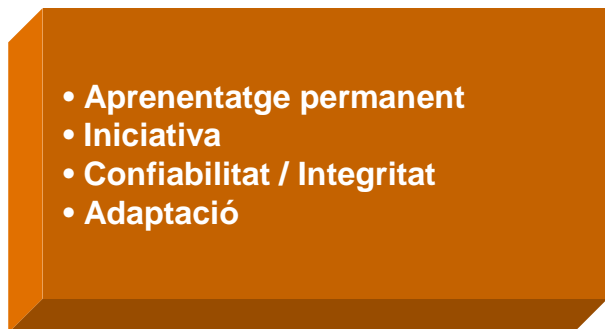 • Aprenentatge permanent
• Iniciativa
• Confiabilitat / Integritat
• Adaptació